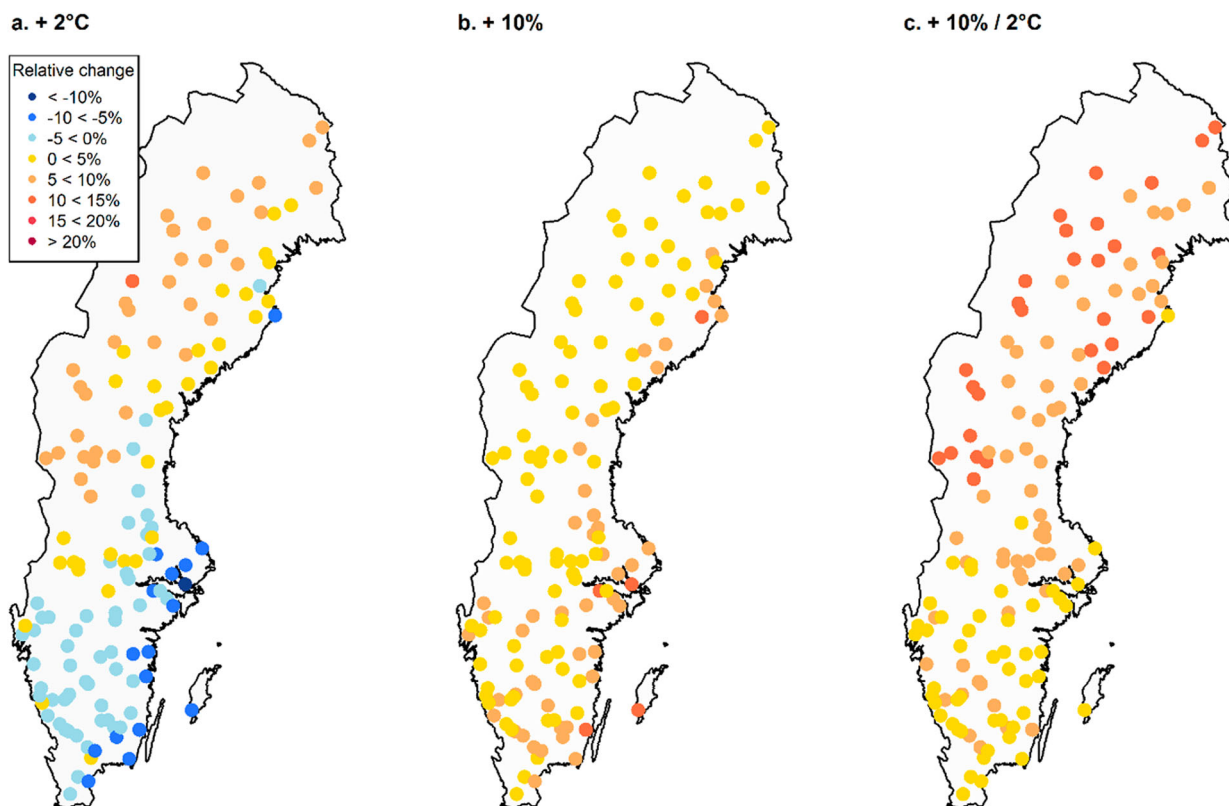 a. + 2°C
b. + 10%
c. + 10% / 2°C
Relative change
< -10%
-10 < -5%
-5 < 0%
0 < 5%
5 < 10%
10 < 15%
15 < 20%
> 20%